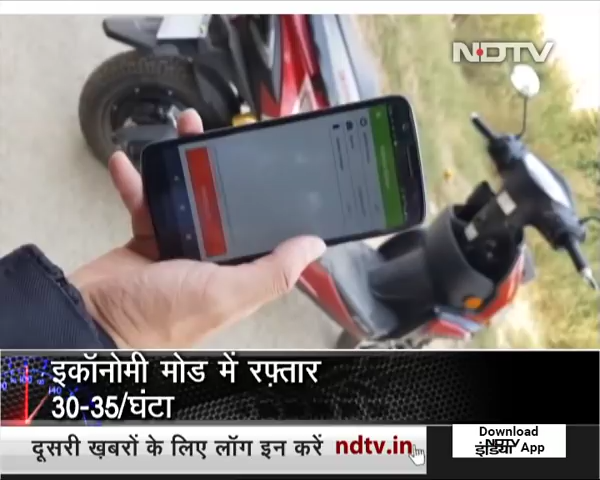 NDTV
इकॉनोमी मोड में रफ़्तार
30-35/घंटा
दूसरी ख़बरों के लिए लॉग इन करें ndtv.in
Download
NDTV
इंडिया App